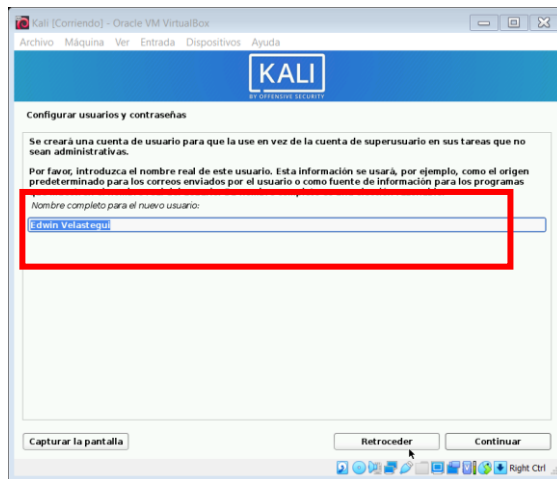 Kali [Corriendo] - Oracle VM VirtualBox
Archivo Máquina Ver Entrada Dispositivos Ayuda
KALI
BY OFFENSIVE SECURITY
Configurar usuarios y contraseñas
Se creará una cuenta de usuario para que la use en vez de la cuenta de superusuario en sus tareas que no
sean administrativas.
Por favor, introduzca el nombre real de este usuario. Esta información se usará, por ejemplo, como el origen
predeterminado para los correos enviados por el usuario o como fuente de información para los programas
Nombre completo para el nuevo usuario:
Edwin Velastegui
Capturar la pantalla
Retroceder
Continuar
Right Ctrl